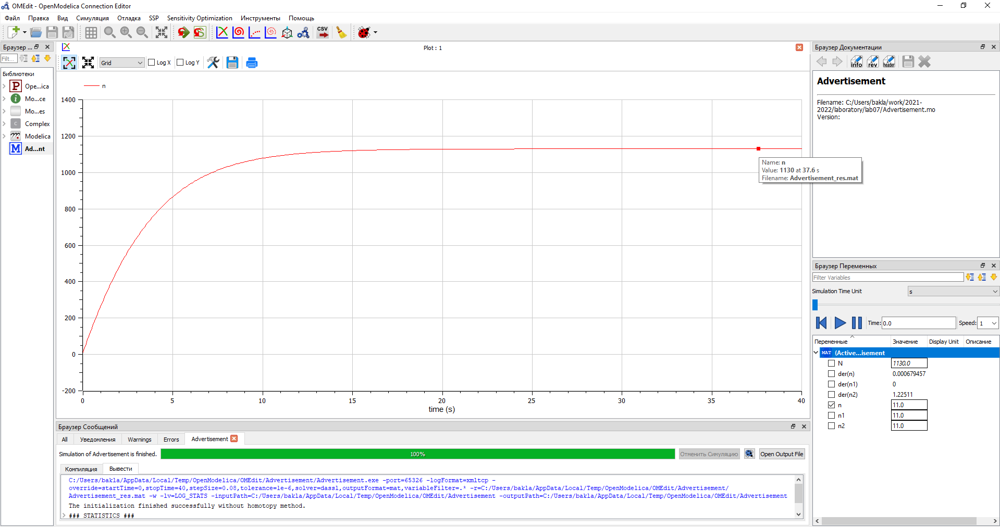 OMEdit - OpenModelica Connection Editor
Файл Правка Вид Симуляция Отладка SSP Sensitivity Optimization Инструменты Помощь
CSV
Браузер ...
Filt...
Библиотеки
P Ope...ica
i Mo...ce
Mo...es
C Complex
Modelica
M Ad...nt
Plot : 1
Grid Log X Log Y
n
1400
1200
1000
800
600
400
200
0
-200
0 5 10 15 20 25 30 35 40
time (s)
Name: n
Value: 1130 at 37.6 s
Filename: Advertisement_res.mat
Браузер Сообщений
All Уведомления Warnings Errors Advertisement
Simulation of Advertisement is finished. 100% Отменить Симуляцию Open Output File
Компиляция Вывести
C:/Users/bakla/AppData/Local/Temp/OpenModelica/OMEdit/Advertisement/Advertisement.exe -port=65326 -logFormat=xmltcp -
override=startTime=0,stopTime=40,stepSize=0.08,tolerance=1e-6,solver=dassl,outputFormat=mat,variableFilter=.* -r=C:/Users/bakla/AppData/Local/Temp/OpenModelica/OMEdit/Advertisement/
Advertisement_res.mat -w -lv=LOG_STATS -inputPath=C:/Users/bakla/AppData/Local/Temp/OpenModelica/OMEdit/Advertisement -outputPath=C:/Users/bakla/AppData/Local/Temp/OpenModelica/OMEdit/Advertisement
The initialization finished successfully without homotopy method.
### STATISTICS ###
Браузер Документации
info rev header
Advertisement
Filename: C:/Users/bakla/work/2021-
2022/laboratory/lab07/Advertisement.mo
Version:
Браузер Переменных
Filter Variables
Simulation Time Unit s
Time: 0.0 Speed: 1
Переменные Значение Display Unit Описание
MAT (Active...isement
N 1130.0
der(n) 0.000679457
der(n1) 0
der(n2) 1.22511
n 11.0
n1 11.0
n2 11.0